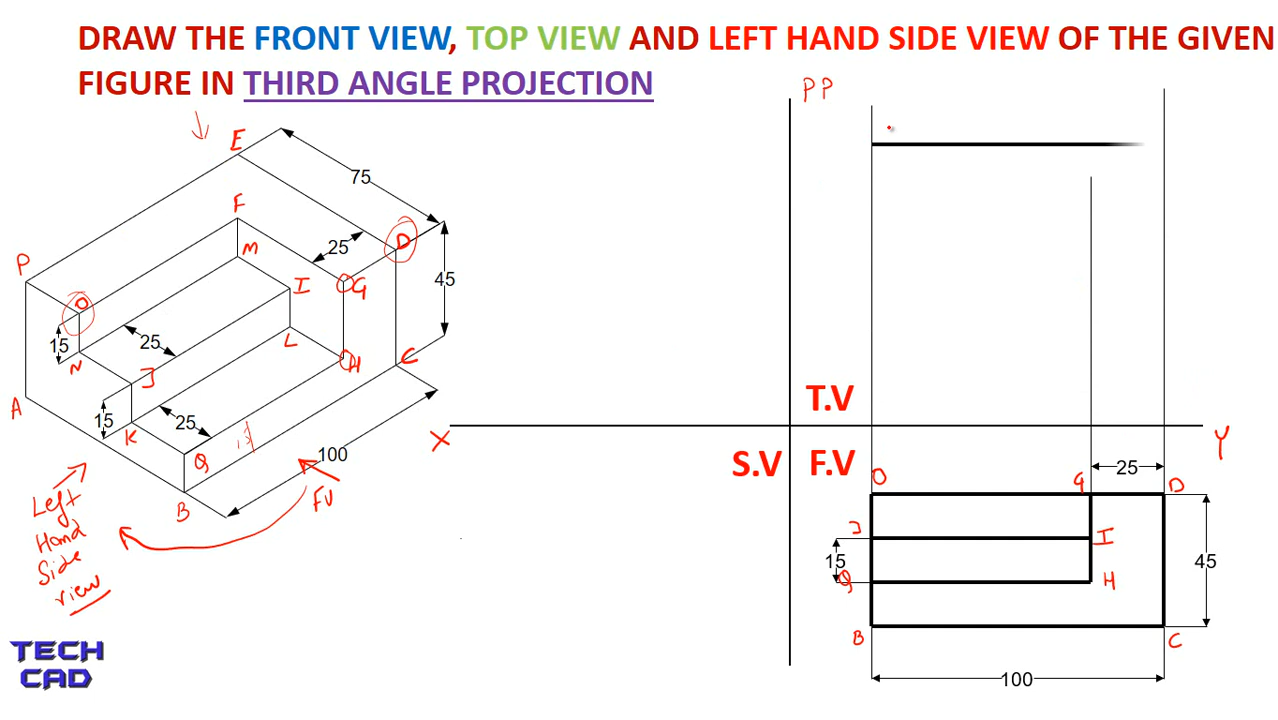 DRAW THE FRONT VIEW, TOP VIEW AND LEFT HAND SIDE VIEW OF THE GIVEN
FIGURE IN THIRD ANGLE PROJECTION
PP
E
75
F
M
25
D
P
O
I
G
45
15
25
N
J
L
H
C
A
15
25
K
Q
100
X
B
FV
Left
Hand
Side
view
TECH
CAD
T.V
S.V
F.V
Y
25
O
G
D
J
I
15
45
Q
H
B
C
100